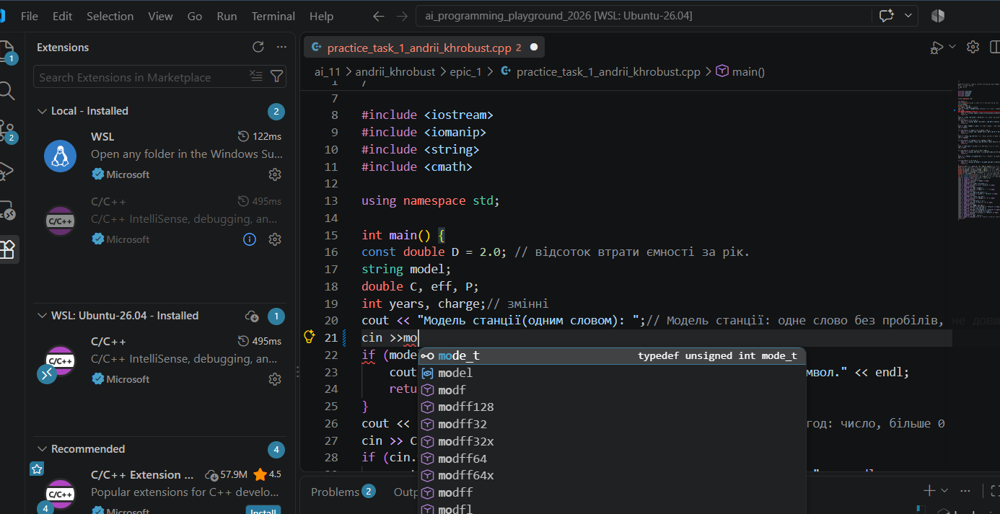 File Edit Selection View Go Run Terminal Help
ai_programming_playground_2026 [WSL: Ubuntu-26.04]
Extensions
Search Extensions in Marketplace
Local - Installed 2
WSL 122ms
Open any folder in the Windows Su...
Microsoft
C/C++ 495ms
C/C++ IntelliSense, debugging, an...
Microsoft
WSL: Ubuntu-26.04 - Installed 1
C/C++ 495ms
C/C++ IntelliSense, debugging, an...
Microsoft
Recommended 4
C/C++ Extension ... 57.9M 4.5
Popular extensions for C++ develo...
Microsoft
Install
1
2
4
practice_task_1_andrii_khrobust.cpp 2
ai_11 > andrii_khrobust > epic_1 > practice_task_1_andrii_khrobust.cpp > main()
7
8 #include <iostream>
9 #include <iomanip>
10 #include <string>
11 #include <cmath>
12
13 using namespace std;
14
15 int main() {
16 const double D = 2.0; // відсоток втрати ємності за рік.
17 string model;
18 double C, eff, P;
19 int years, charge;// змінні
20 cout << "Модель станції(одним словом): ";// Модель станції: одне слово без пробілів, не довш
21 cin >>mo
22 if (mode
23 cout мвол." << endl;
24 retu
25 }
26 cout << год: число, більше 0
27 cin >> C
28 if (cin.
mode_t typedef unsigned int mode_t
model
modf
modff128
modff32
modff32x
modff64
modff64x
modff
modfl
Problems 2 Outp